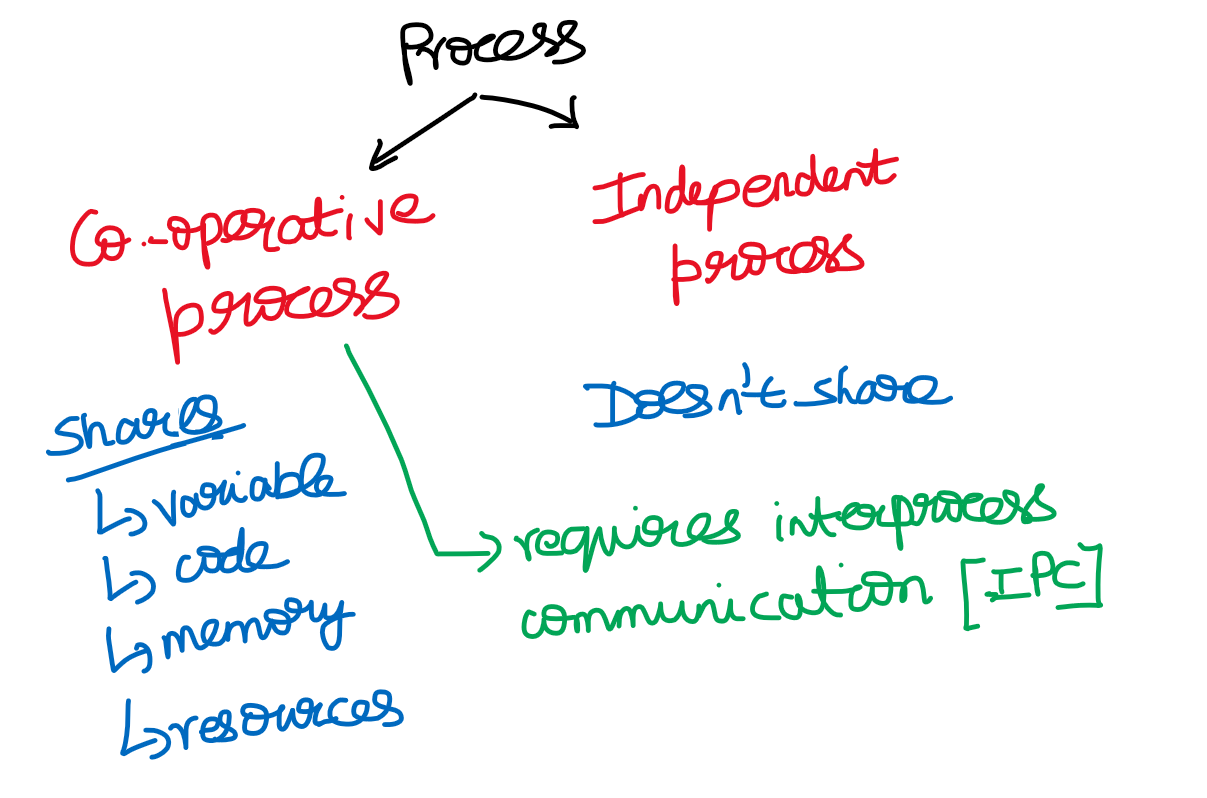 Process
Co-operative
process
Independent
process
Shares
variable
code
memory
resources
Doesn't share
requires interprocess
communication [IPC]